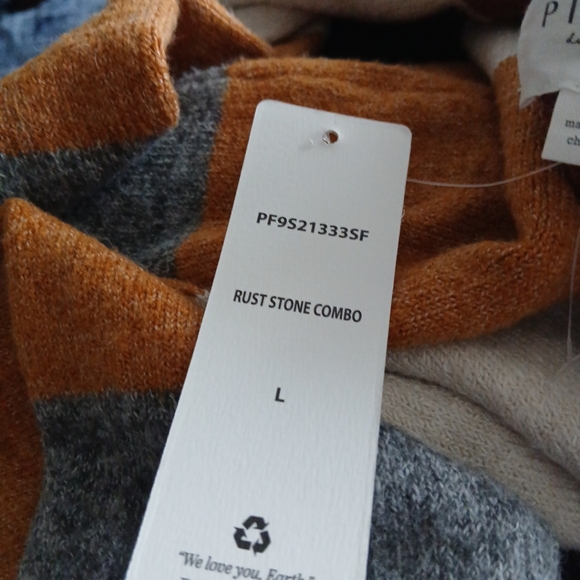 PF9S21333SF
RUST STONE COMBO
L
"We love you, Earth"